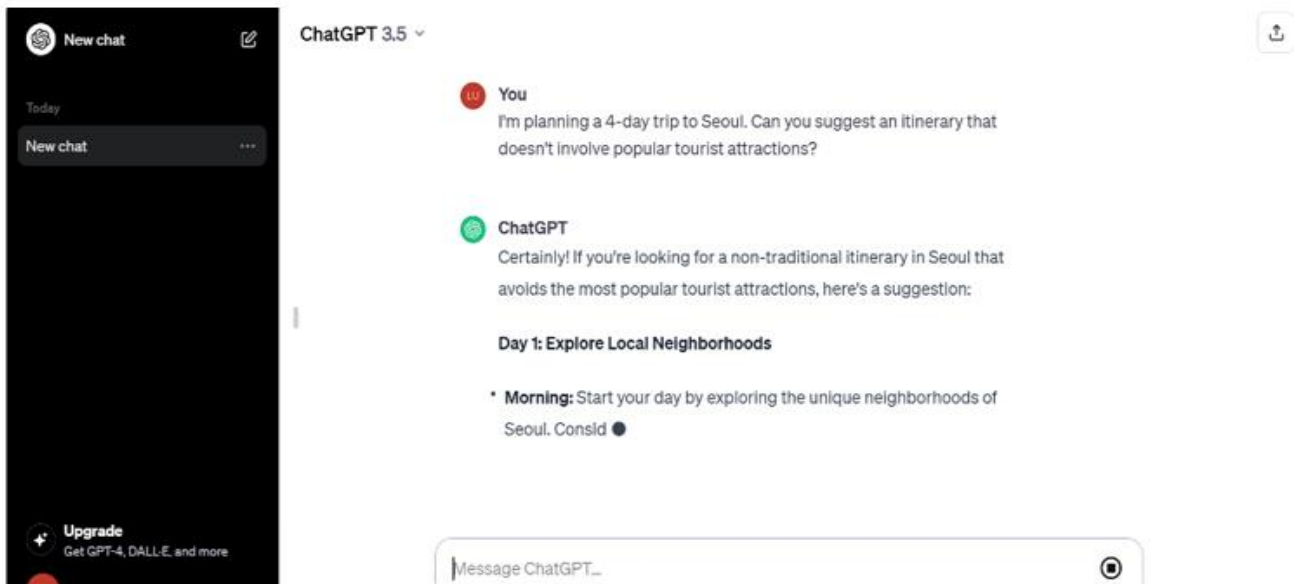 New chat
Today
New chat
Upgrade
Get GPT-4, DALL·E, and more
ChatGPT 3.5
LU
You
I'm planning a 4-day trip to Seoul. Can you suggest an itinerary that
doesn't involve popular tourist attractions?
ChatGPT
Certainly! If you're looking for a non-traditional itinerary in Seoul that
avoids the most popular tourist attractions, here's a suggestion:
Day 1: Explore Local Neighborhoods
• Morning: Start your day by exploring the unique neighborhoods of
Seoul. Consid
Message ChatGPT...